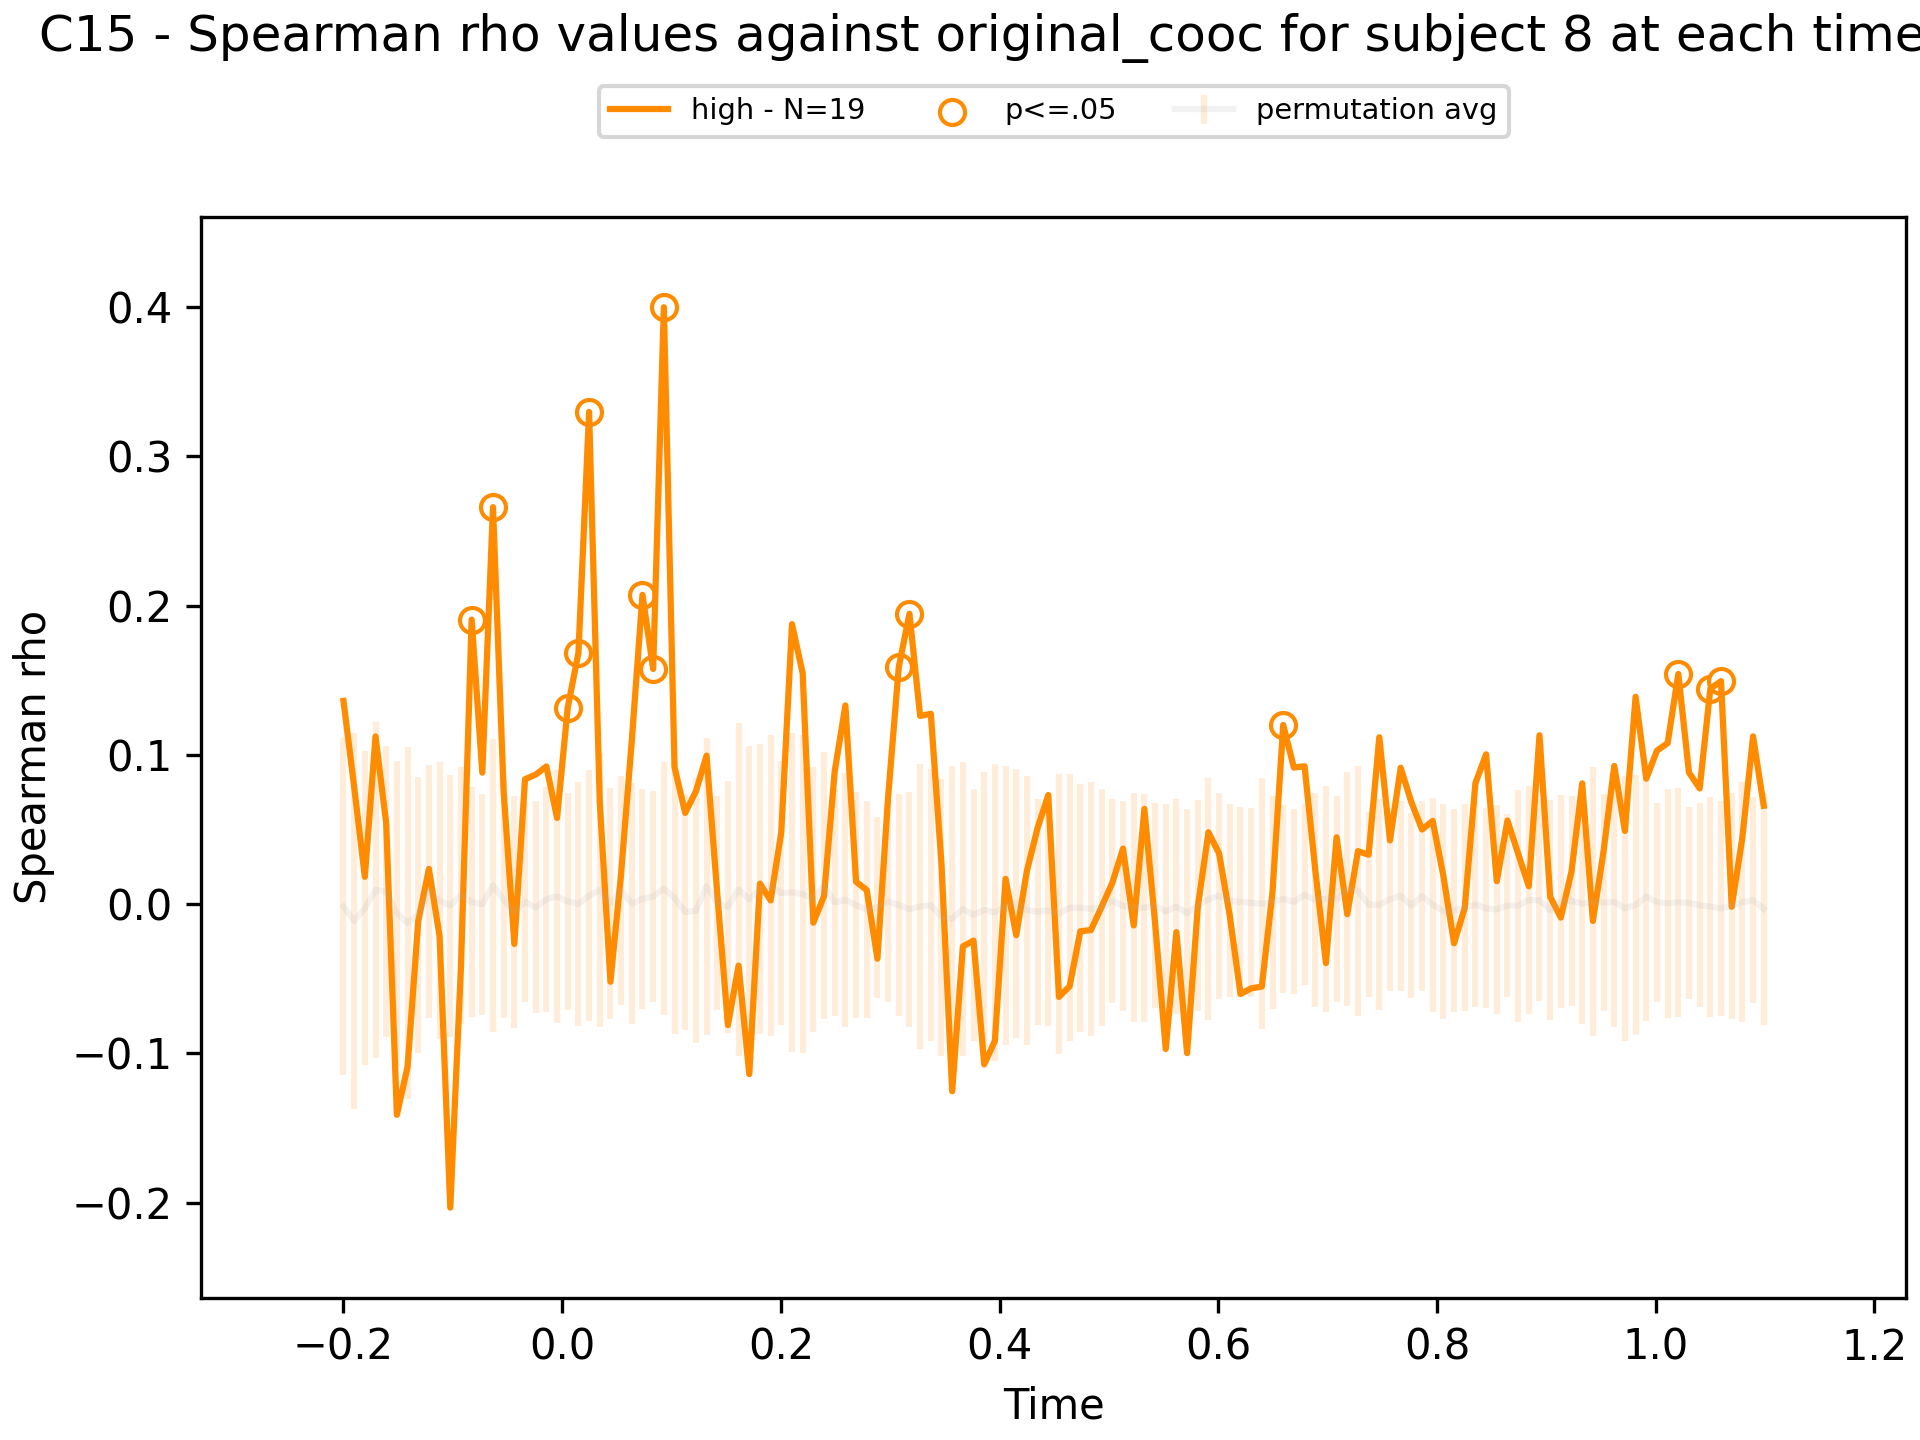 C15 - Spearman rho values against original_cooc for subject 8 at each time
high - N=19 p<=.05 permutation avg
Spearman rho
0.4
0.3
0.2
0.1
0.0
−0.1
−0.2
−0.2 0.0 0.2 0.4 0.6 0.8 1.0 1.2
Time